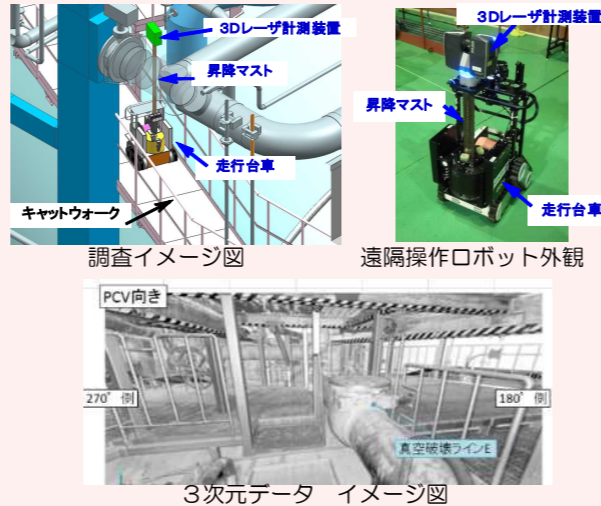 3Dレーザ計測装置
昇降マスト
走行台車
キャットウォーク
調査イメージ図
3Dレーザ計測装置
昇降マスト
走行台車
遠隔操作ロボット外観
PCV向き
270°側
180°側
真空破壊ラインE
3次元データ　イメージ図